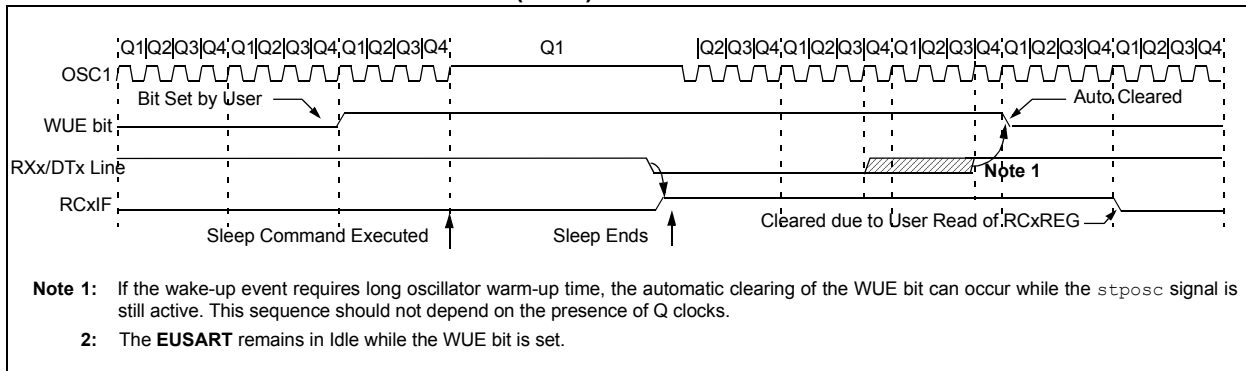 Q1 Q2 Q3 Q4 Q1 Q2 Q3 Q4 Q1 Q2 Q3 Q4 Q1 Q2 Q3 Q4 Q1 Q2 Q3 Q4 Q1 Q2 Q3 Q4 Q1 Q2 Q3 Q4 Q1 Q2 Q3 Q4
OSC1
Bit Set by User
Auto Cleared
WUE bit
RXx/DTx Line
Note 1
RCxIF
Cleared due to User Read of RCxREG
Sleep Command Executed
Sleep Ends
Note 1: If the wake-up event requires long oscillator warm-up time, the automatic clearing of the WUE bit can occur while the stposc signal is
still active. This sequence should not depend on the presence of Q clocks.
2: The EUSART remains in Idle while the WUE bit is set.